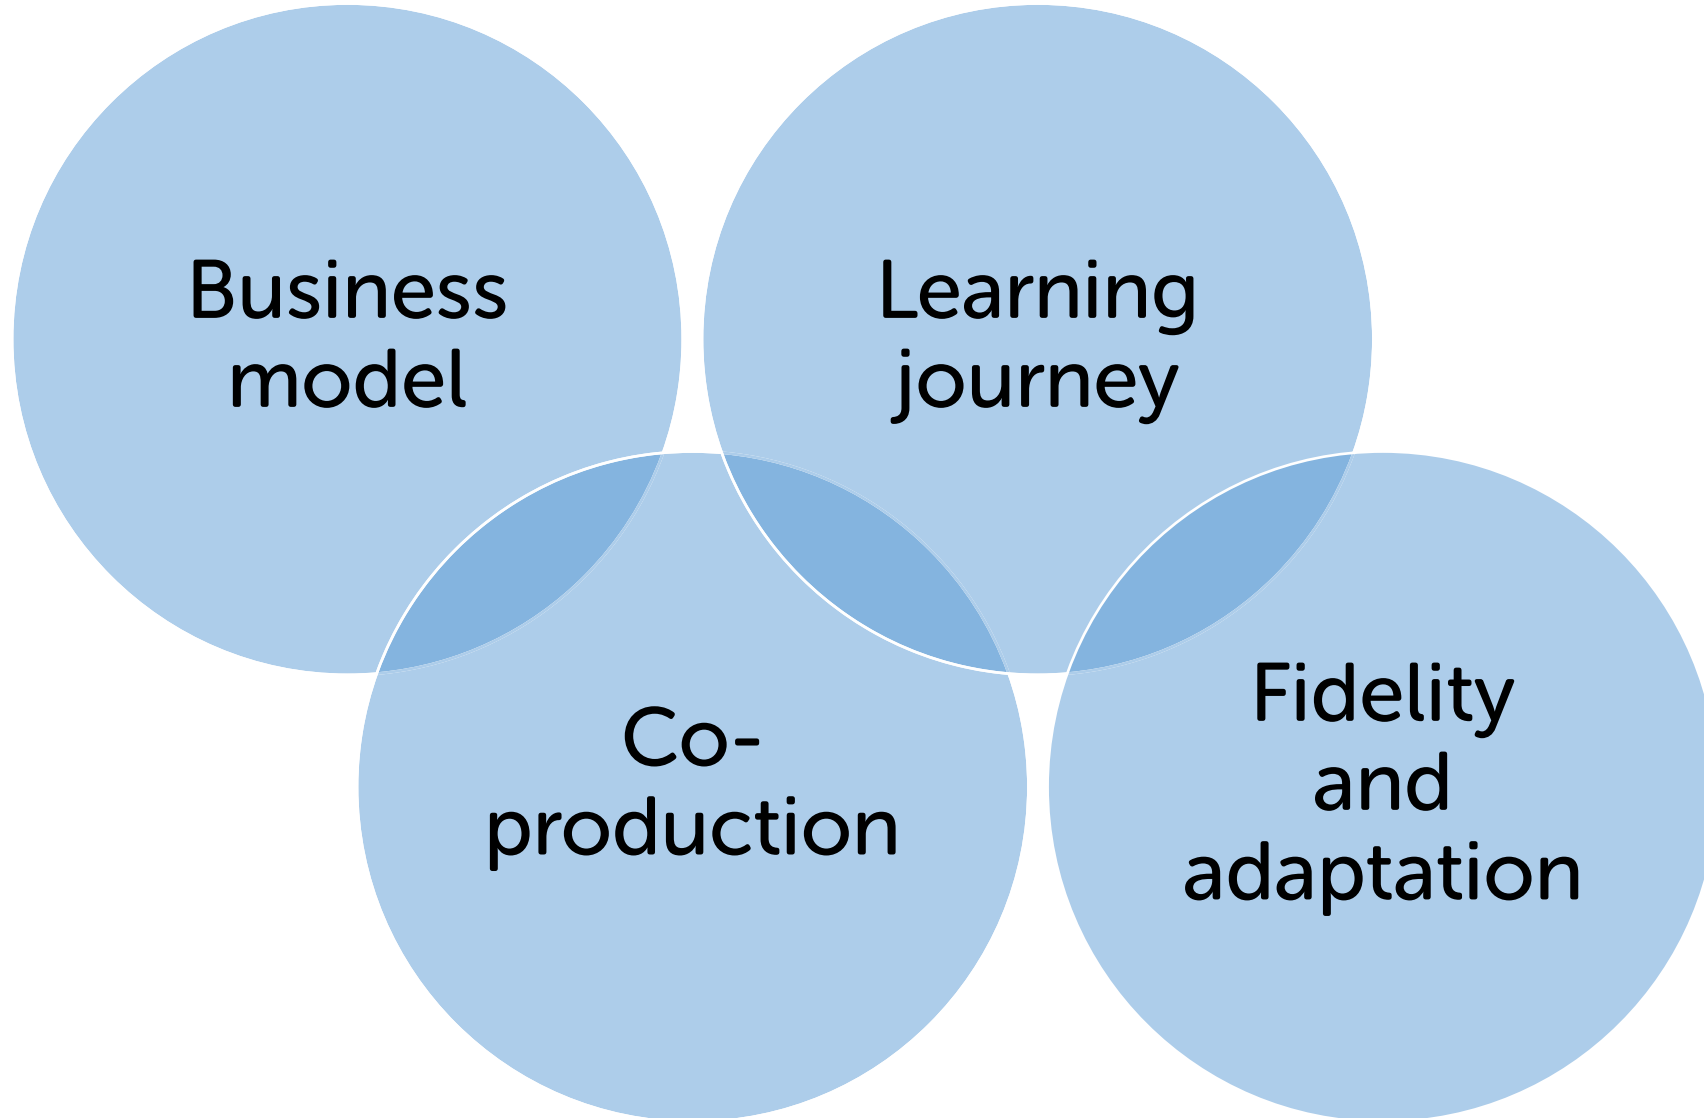 Business
model
Learning
journey
Co-
production
Fidelity
and
adaptation